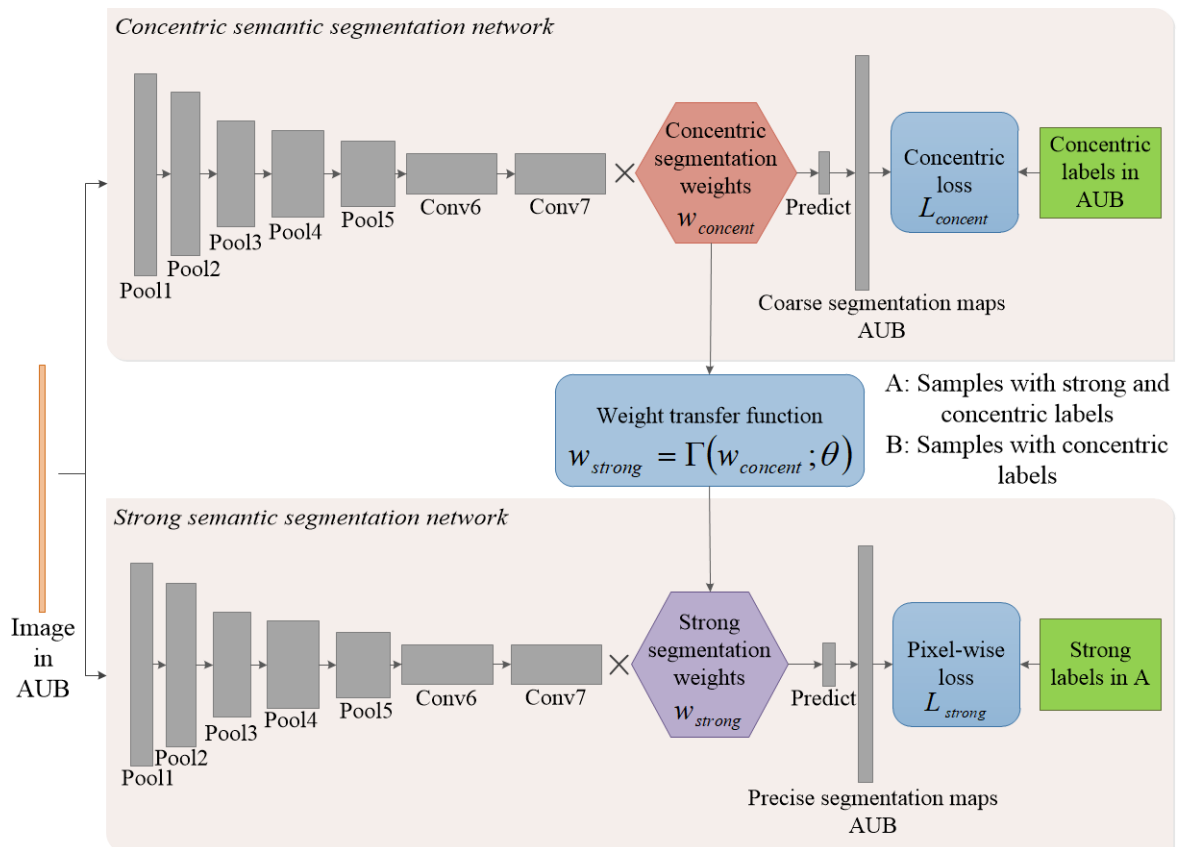 Concentric semantic segmentation network
Pool1
Pool2
Pool3
Pool4
Pool5
Conv6
Conv7
×
Concentric
segmentation
weights
w_concent
Predict
Coarse segmentation maps
AUB
Concentric
loss
L_concent
Concentric
labels in
AUB
Weight transfer function
w_strong = Γ(w_concent; θ)
A: Samples with strong and
concentric labels
B: Samples with concentric
labels
Image
in
AUB
Strong semantic segmentation network
Pool1
Pool2
Pool3
Pool4
Pool5
Conv6
Conv7
×
Strong
segmentation
weights
w_strong
Predict
Precise segmentation maps
AUB
Pixel-wise
loss
L_strong
Strong
labels in A